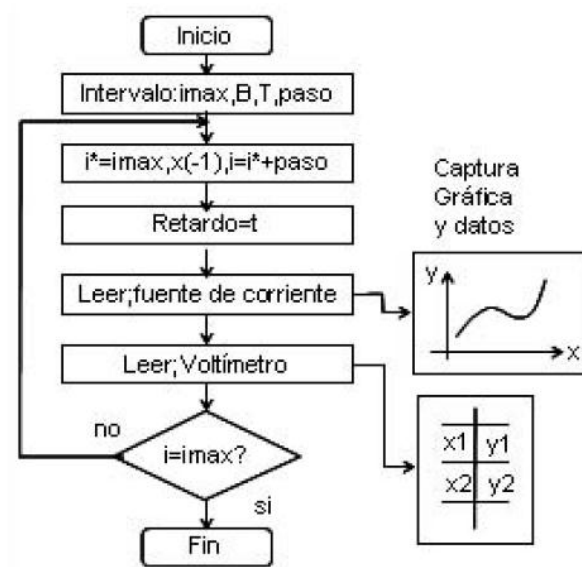 Inicio
Intervalo:imax,B,T,paso
i*=imax,x(-1),i=i*+paso
Retardo=t
Leer;fuente de corriente
Leer;Voltímetro
no
i=imax?
si
Fin
Captura
Gráfica
y datos
y
x
x1 y1
x2 y2